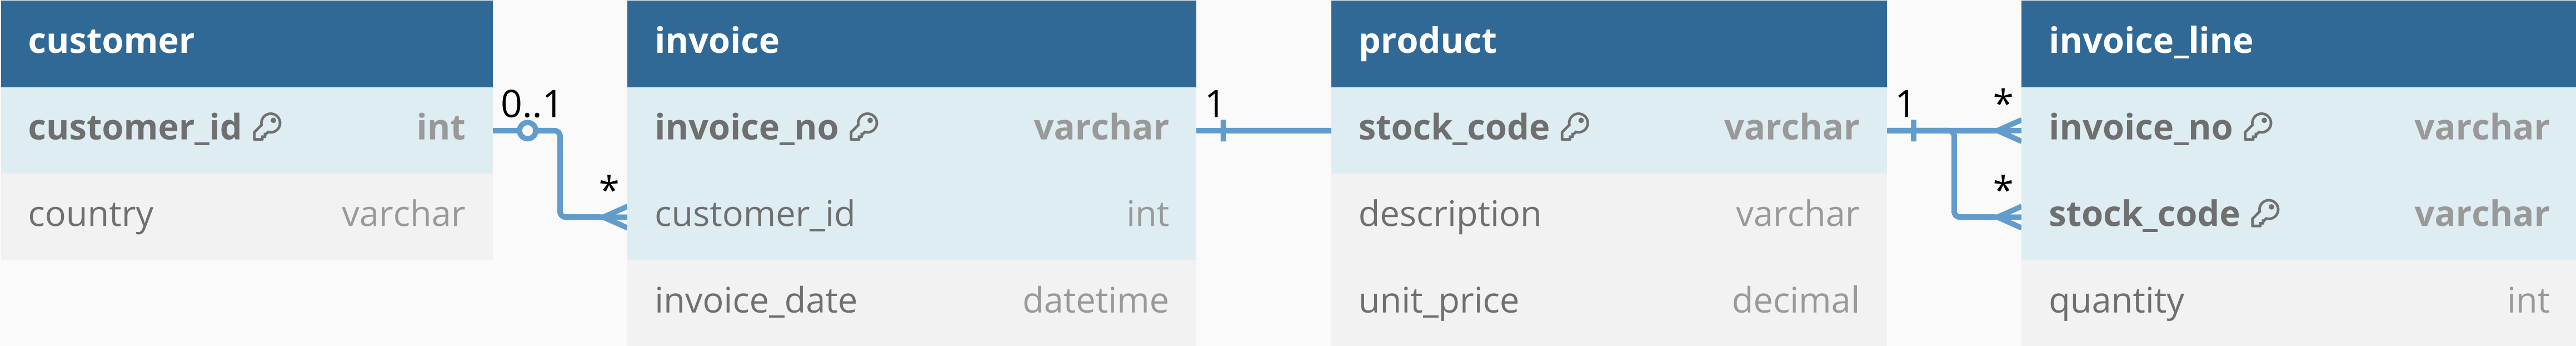 customer
customer_id int
country varchar
0..1
*
invoice
invoice_no varchar
customer_id int
invoice_date datetime
1
product
stock_code varchar
description varchar
unit_price decimal
1
*
*
invoice_line
invoice_no varchar
stock_code varchar
quantity int